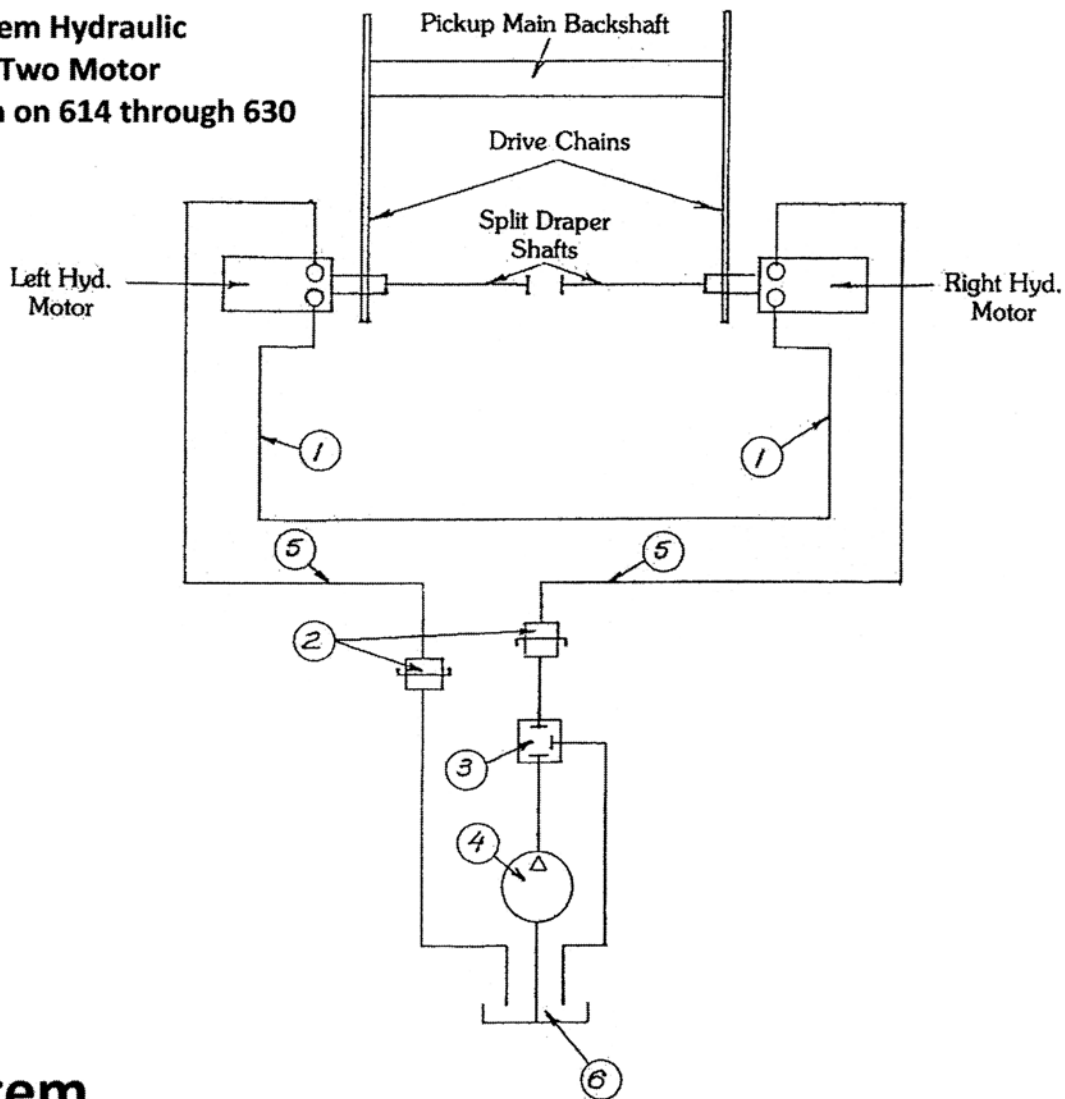 em Hydraulic
Two Motor
on 614 through 630
Pickup Main Backshaft
Drive Chains
Split Draper
Shafts
Left Hyd.
Motor
Right Hyd.
Motor
1
1
5
5
2
3
4
6
tem